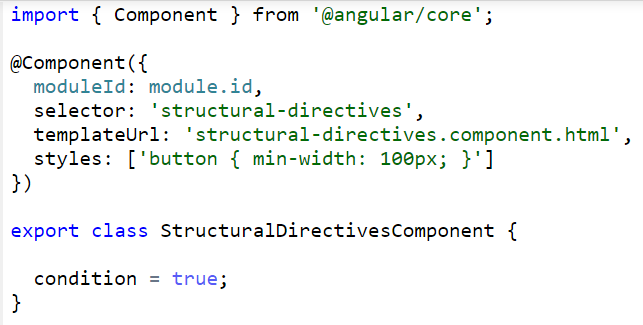 import { Component } from '@angular/core';
@Component({
moduleId: module.id,
selector: 'structural-directives',
templateUrl: 'structural-directives.component.html',
styles: ['button { min-width: 100px; }']
})
export class StructuralDirectivesComponent {
condition = true;
}